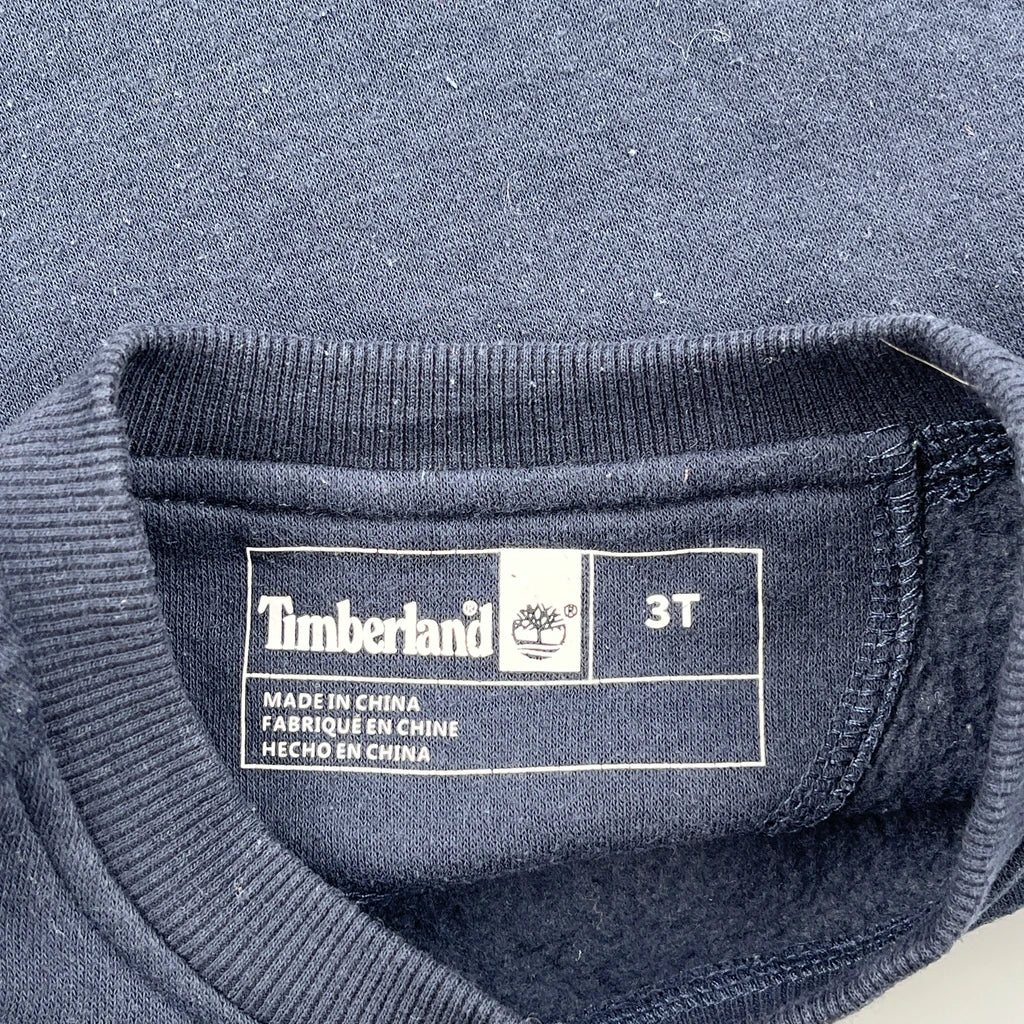 Timberland® ® 3T
MADE IN CHINA
FABRIQUÉ EN CHINE
HECHO EN CHINA